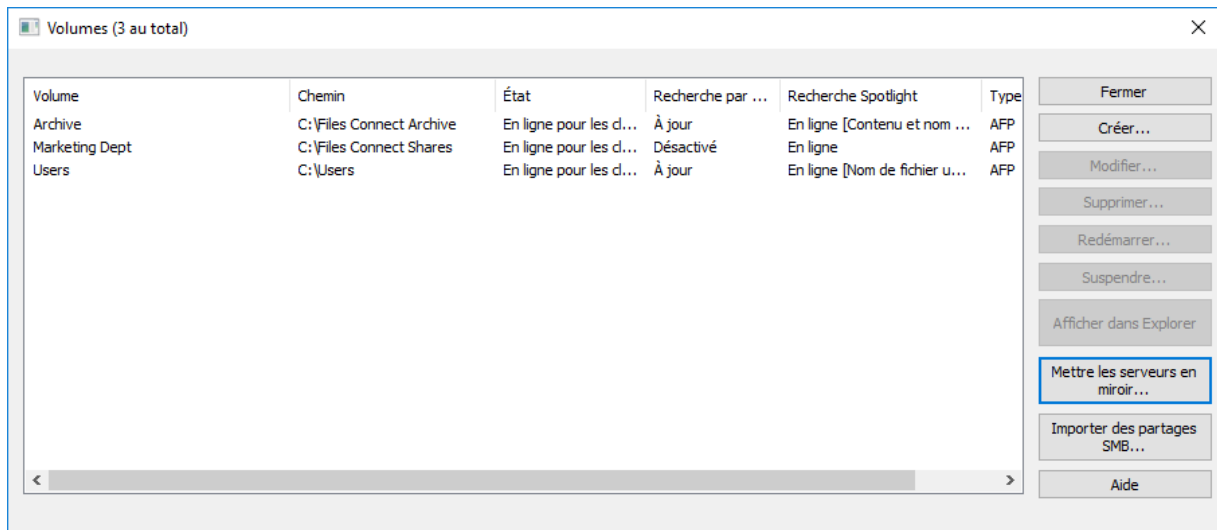 Volumes (3 au total)
Volume Chemin État Recherche par ... Recherche Spotlight Type
Archive C:\Files Connect Archive En ligne pour les cl... À jour En ligne [Contenu et nom ... AFP
Marketing Dept C:\Files Connect Shares En ligne pour les cl... Désactivé En ligne AFP
Users C:\Users En ligne pour les cl... À jour En ligne [Nom de fichier u... AFP
Fermer
Créer...
Modifier...
Supprimer...
Redémarrer...
Suspendre...
Afficher dans Explorer
Mettre les serveurs en
miroir...
Importer des partages
SMB...
Aide